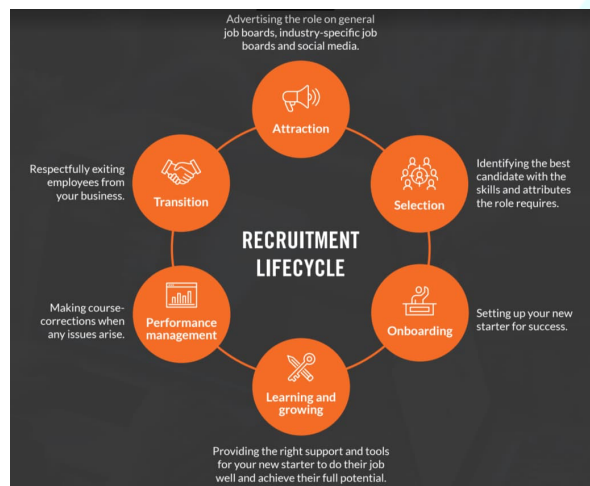 Advertising the role on general
job boards, industry-specific job
boards and social media.
Attraction
Identifying the best
candidate with the
skills and attributes
the role requires.
Selection
Setting up your new
starter for success.
Onboarding
Learning and
growing
Providing the right support and tools
for your new starter to do their job
well and achieve their full potential.
Performance
management
Making course-
corrections when
any issues arise.
Transition
Respectfully exiting
employees from
your business.
RECRUITMENT
LIFECYCLE